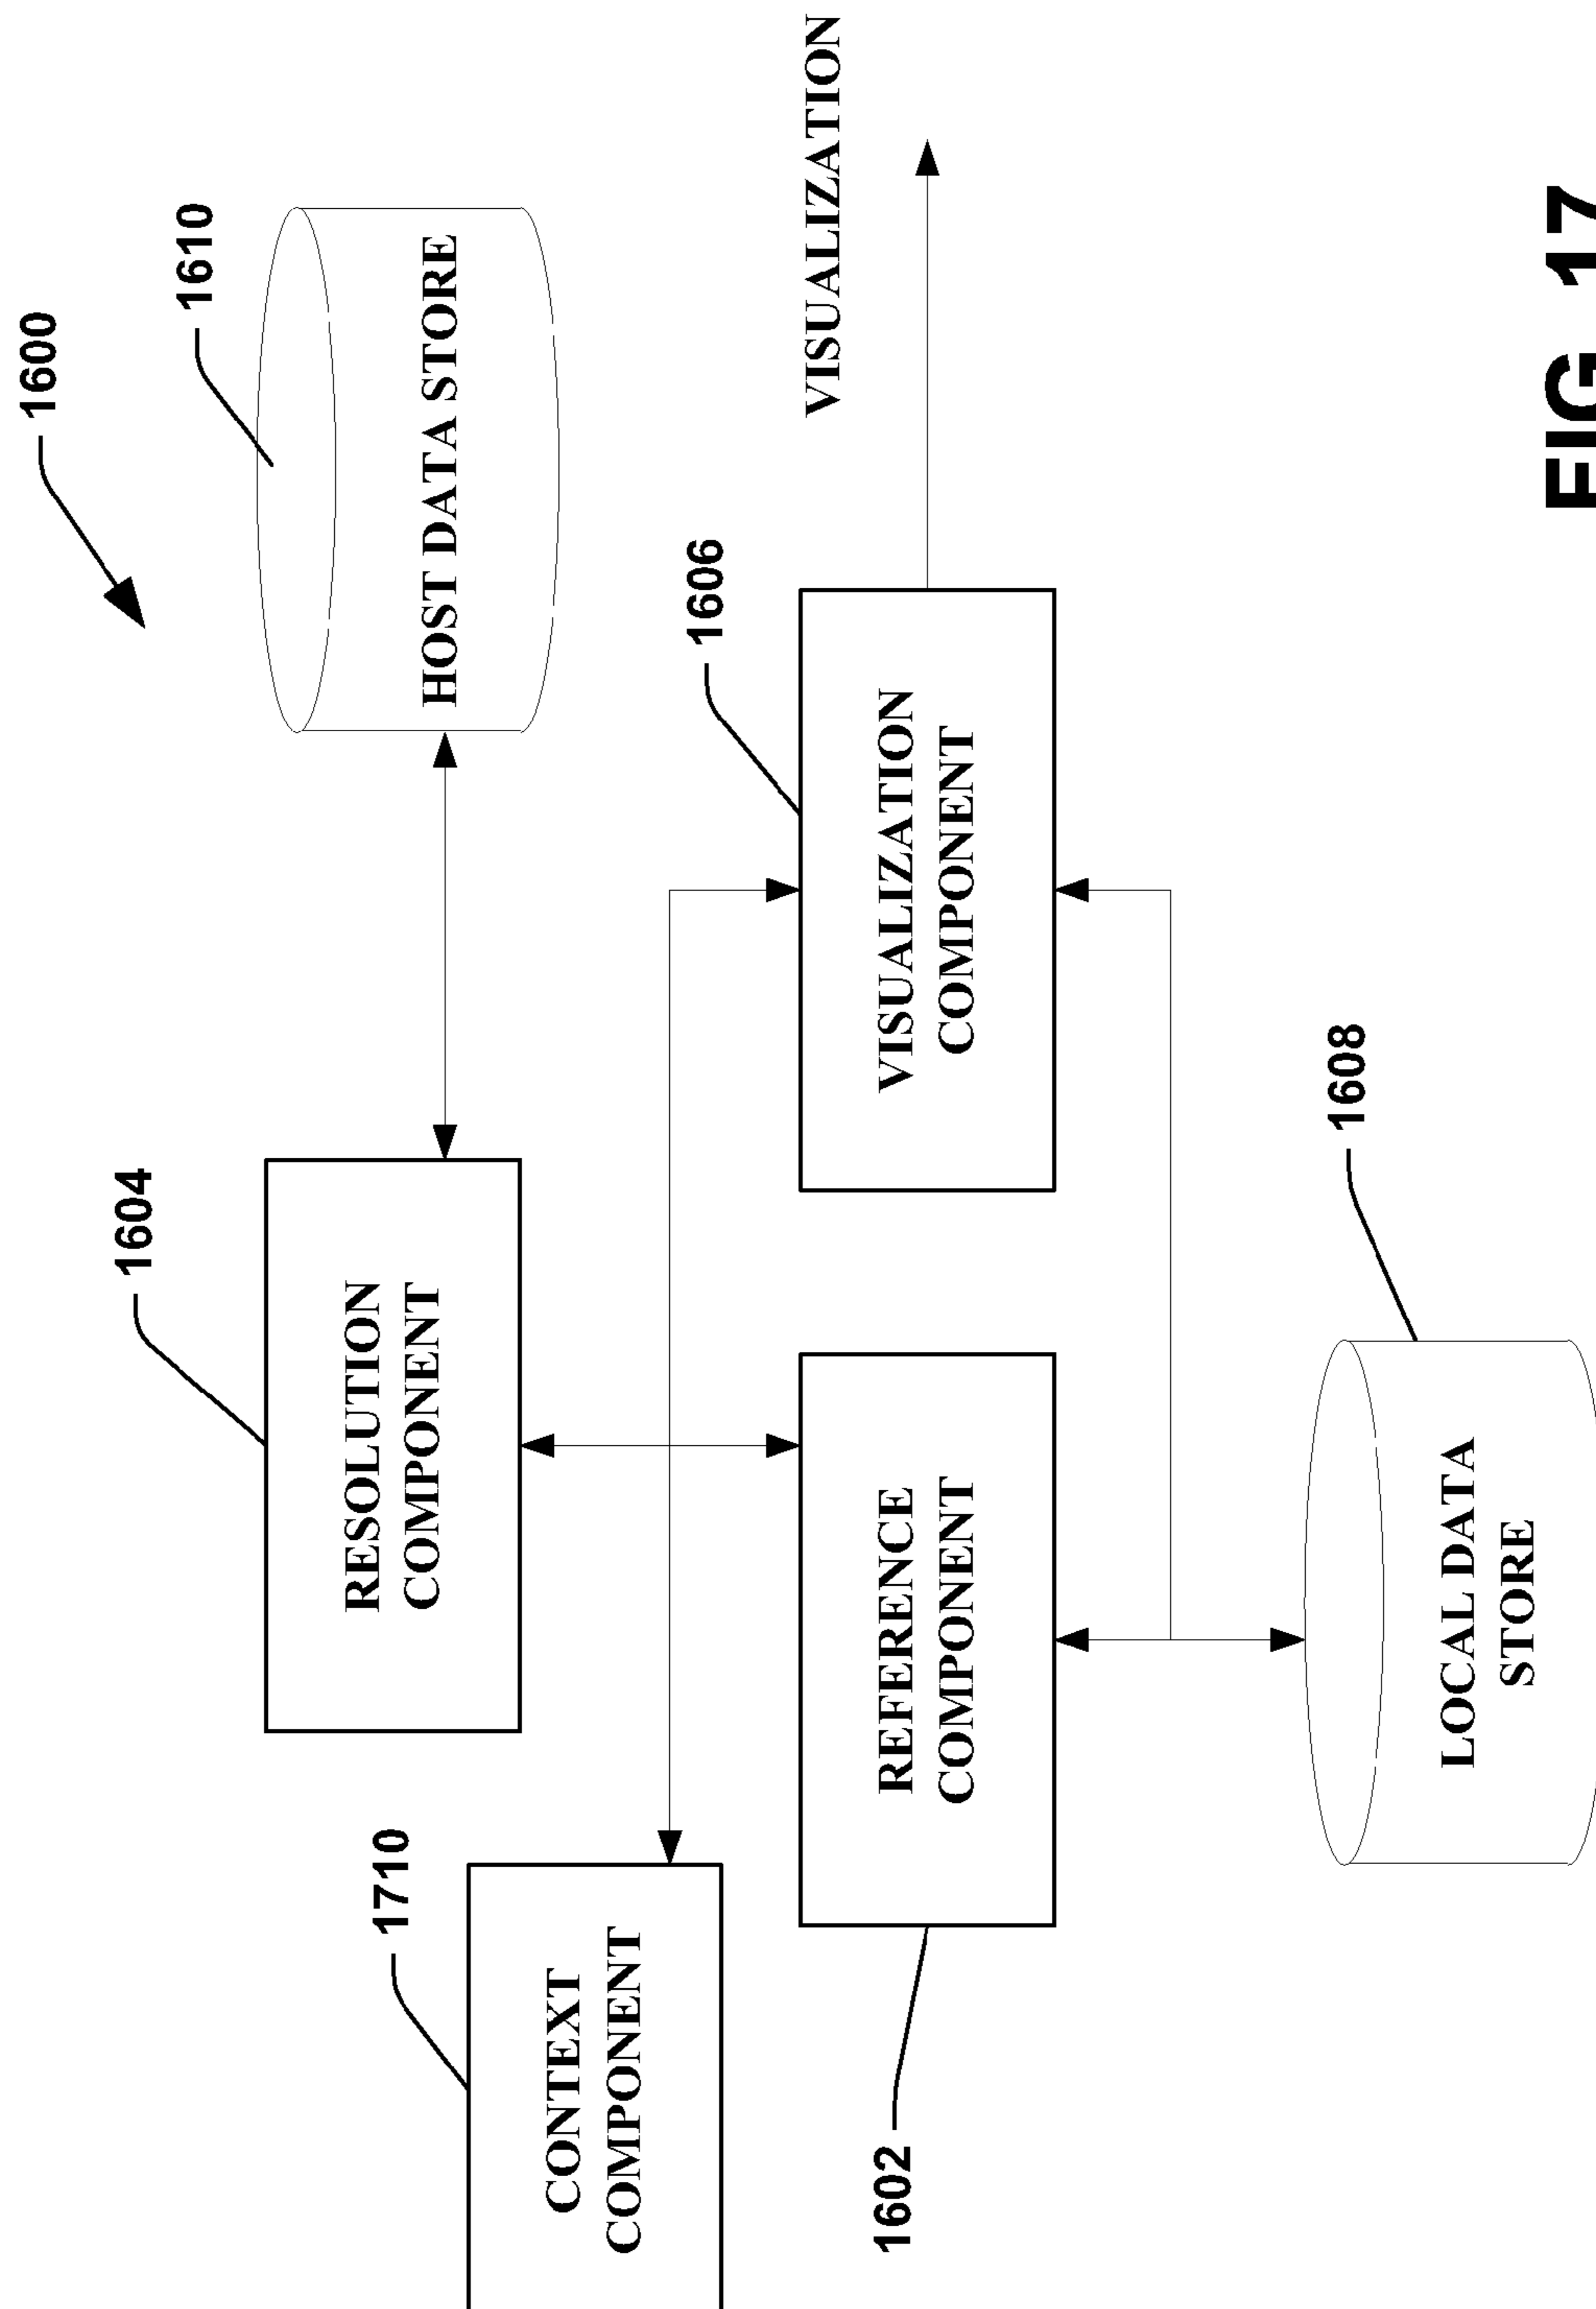 1600
1604
1610
RESOLUTION
COMPONENT
HOST DATA STORE
1710
CONTEXT
COMPONENT
1606
VISUALIZATION
1602
REFERENCE
COMPONENT
VISUALIZATION
COMPONENT
1608
LOCAL DATA
STORE
FIG. 17